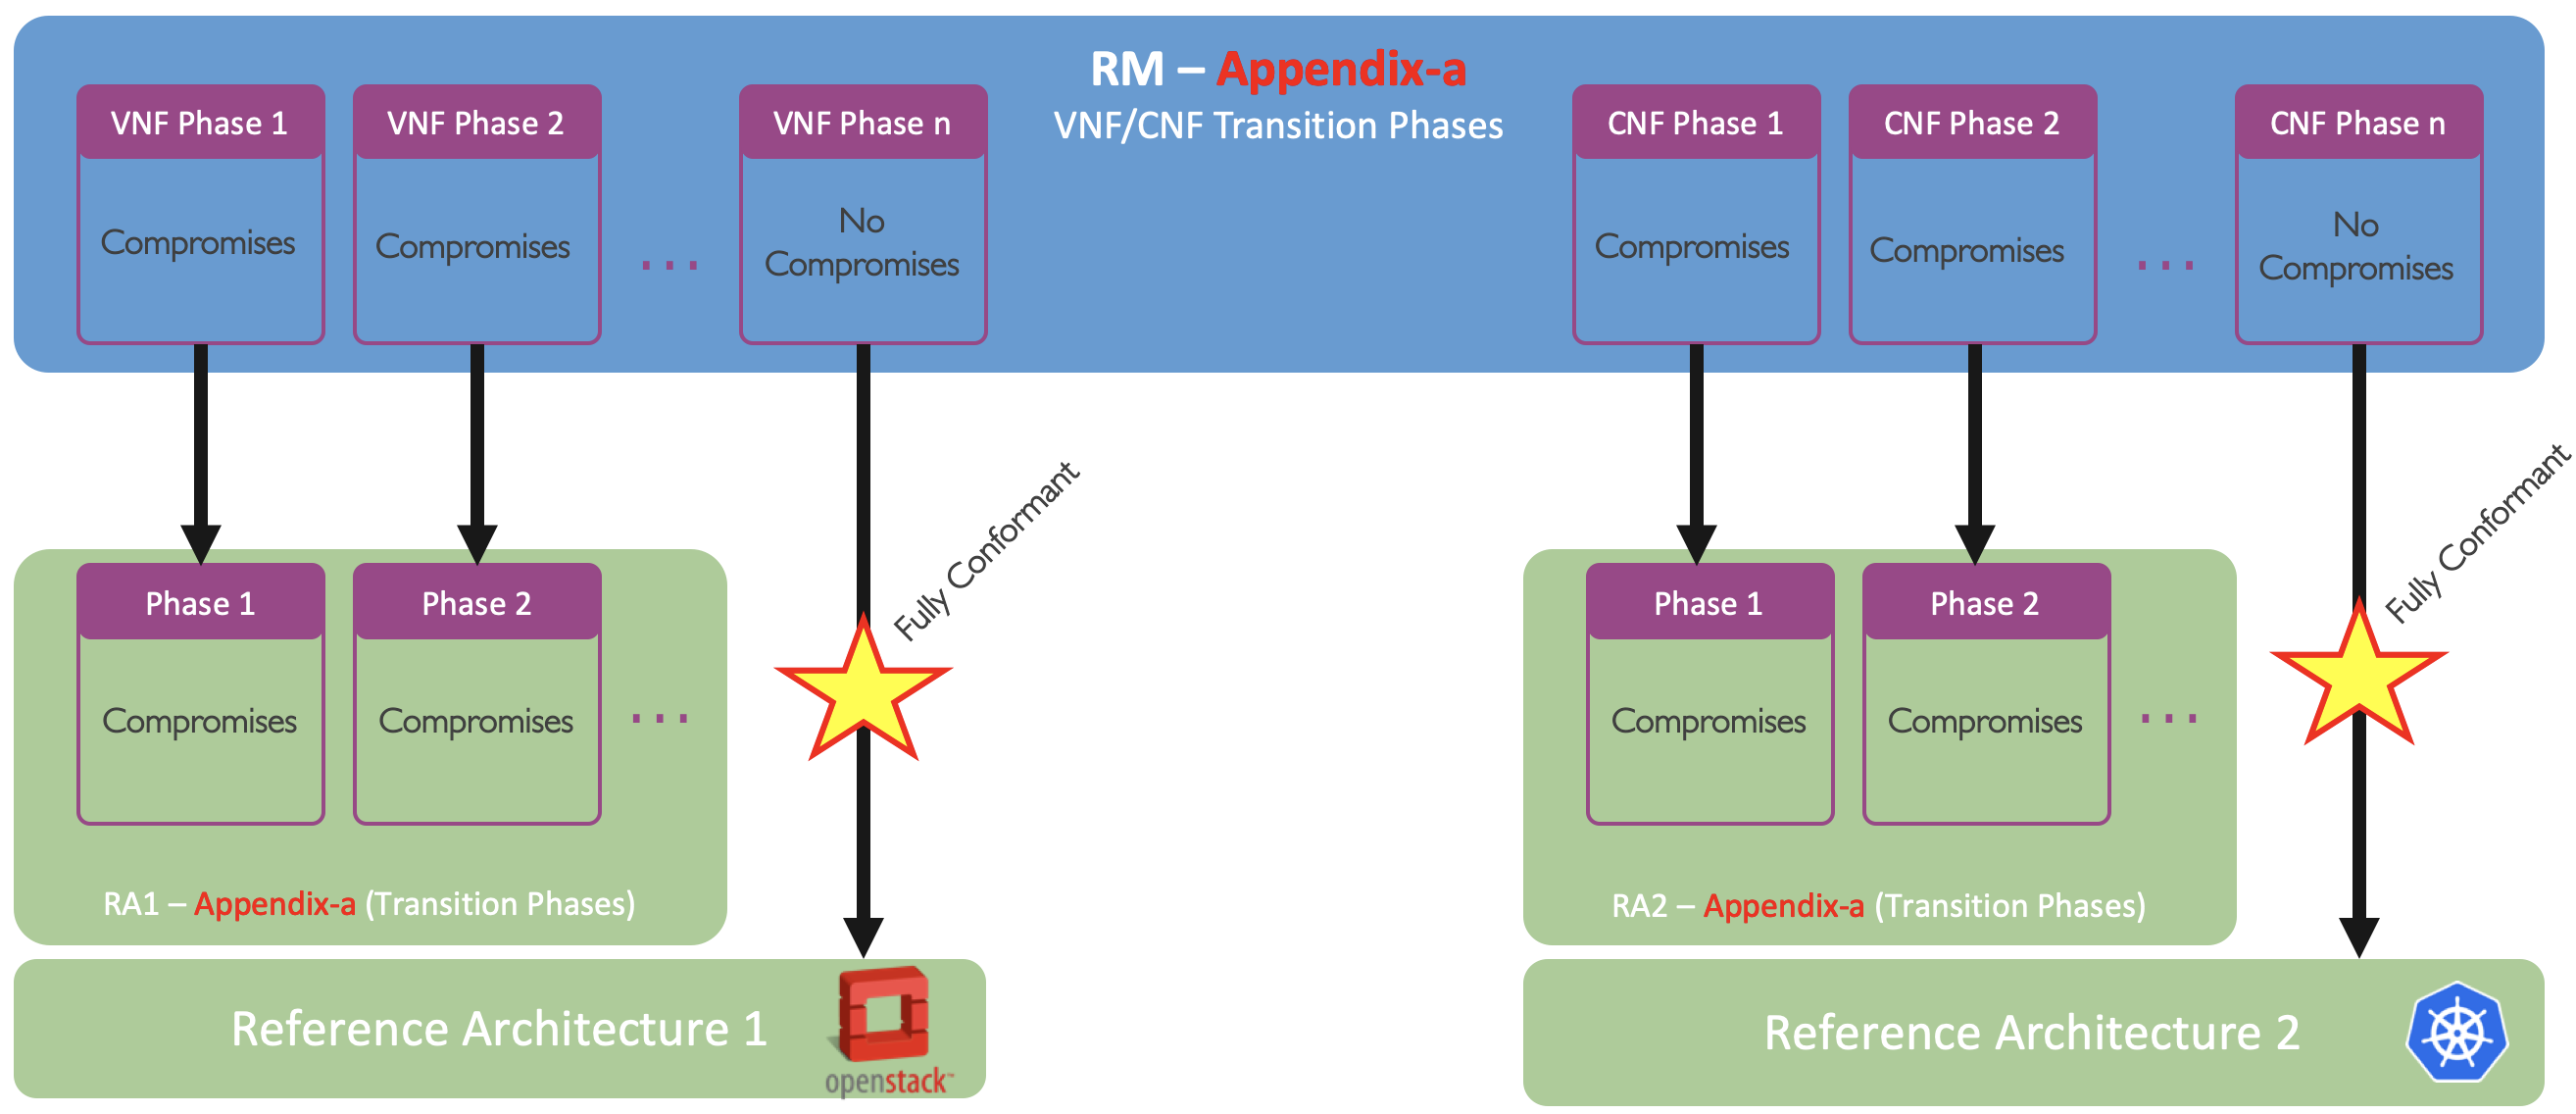 RM – Appendix-a
VNF/CNF Transition Phases
VNF Phase 1
Compromises
VNF Phase 2
Compromises
...
VNF Phase n
No
Compromises
CNF Phase 1
Compromises
CNF Phase 2
Compromises
...
CNF Phase n
No
Compromises
Fully Conformant
Fully Conformant
Phase 1
Compromises
Phase 2
Compromises
...
RA1 – Appendix-a (Transition Phases)
Phase 1
Compromises
Phase 2
Compromises
...
RA2 – Appendix-a (Transition Phases)
Reference Architecture 1
openstack™
Reference Architecture 2